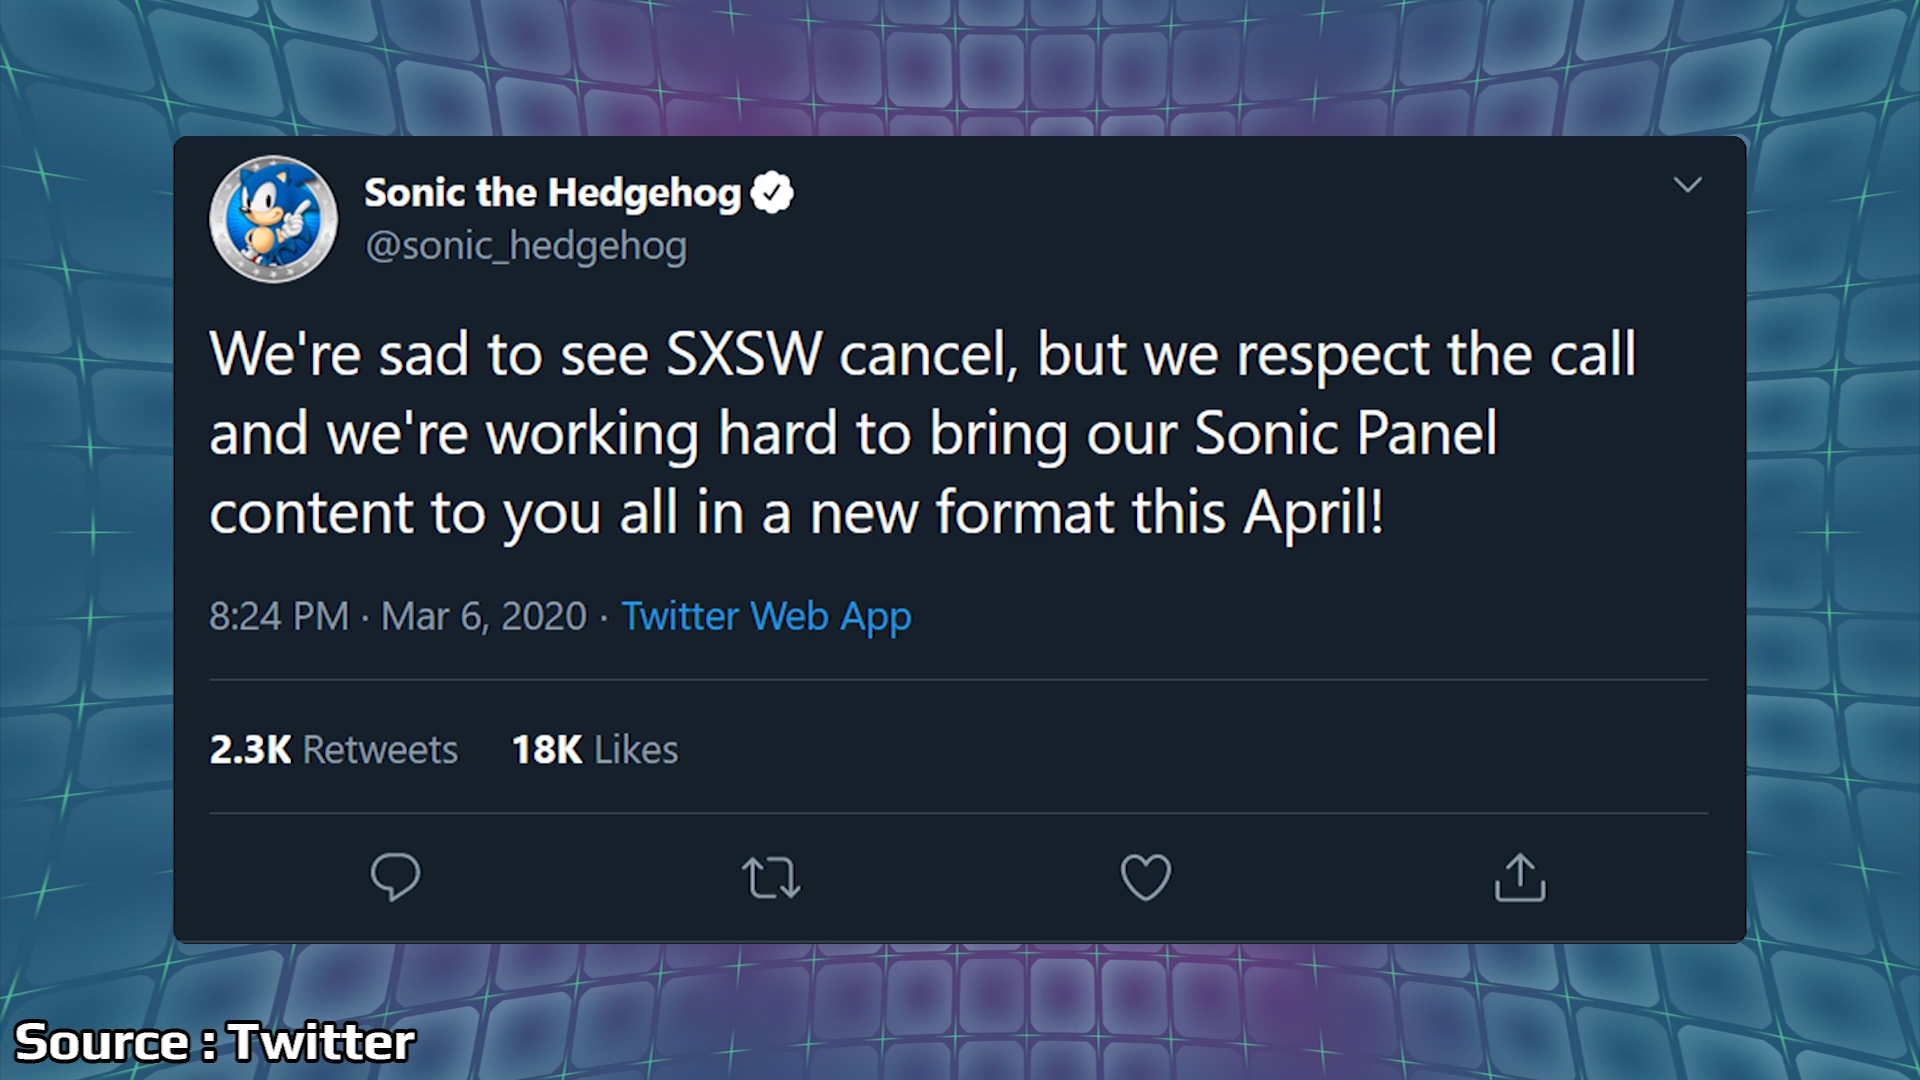 Sonic the Hedgehog
@sonic_hedgehog
We're sad to see SXSW cancel, but we respect the call
and we're working hard to bring our Sonic Panel
content to you all in a new format this April!
8:24 PM · Mar 6, 2020 · Twitter Web App
2.3K Retweets 18K Likes
Source : Twitter